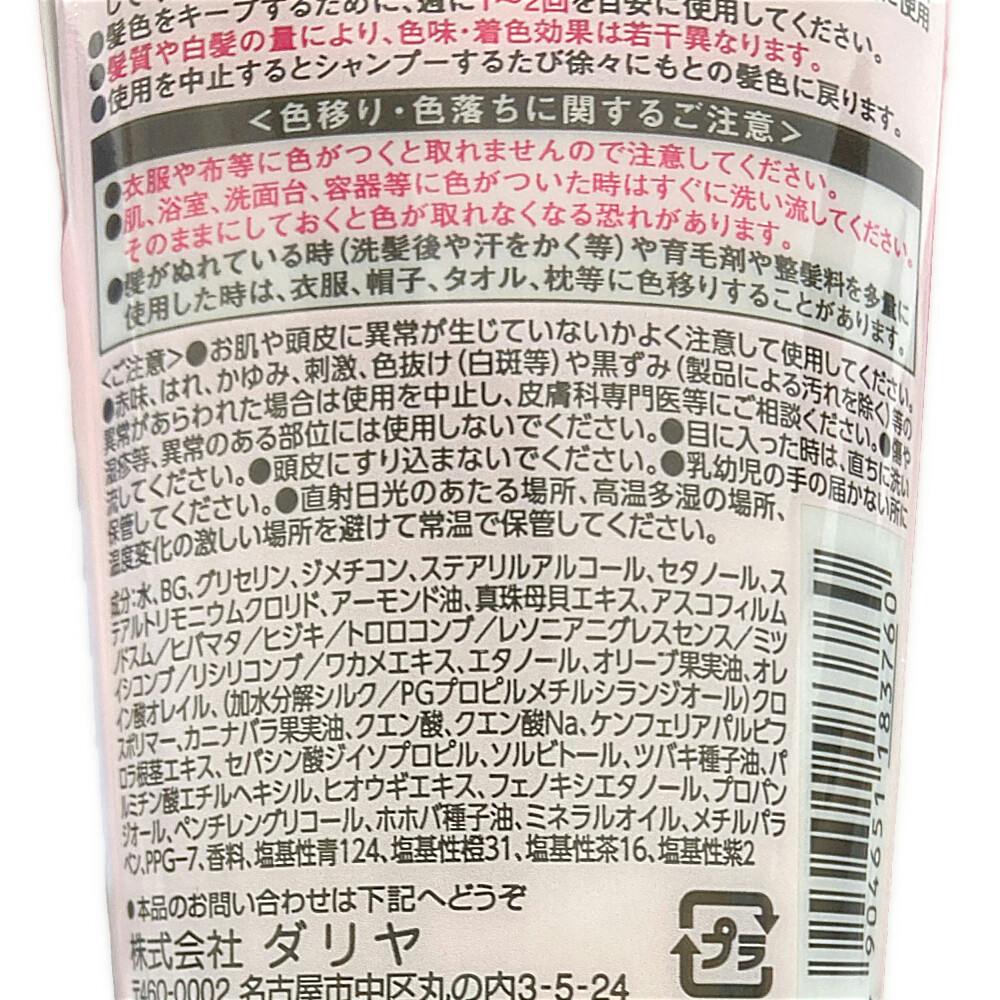 ●髪色をキープするために、週に1〜2回を目安に使用してください。
●髪質や白髪の量により、色味・着色効果は若干異なります。
●使用を中止するとシャンプーするたび徐々にもとの髪色に戻ります。
<色移り・色落ちに関するご注意>
●衣服や布等に色がつくと取れませんので注意してください。
●肌、浴室、洗面台、容器等に色がついた時はすぐに洗い流してください。
そのままにしておくと色が取れなくなる恐れがあります。
●髪がぬれている時(洗髪後や汗をかく等)や育毛剤や整髪料を多量に
使用した時は、衣服、帽子、タオル、枕等に色移りすることがあります。
<ご注意>●お肌や頭皮に異常が生じていないかよく注意して使用してください。
●赤味、はれ、かゆみ、刺激、色抜け(白斑等)や黒ずみ(製品による汚れを除く)等の
異常があらわれた場合は使用を中止し、皮膚科専門医等にご相談ください。●傷や
湿疹等、異常のある部位には使用しないでください。●目に入った時は、直ちに洗い
流してください。●頭皮にすり込まないでください。●乳幼児の手の届かない所に
保管してください。●直射日光のあたる場所、高温多湿の場所、
温度変化の激しい場所を避けて常温で保管してください。
成分:水、BG、グリセリン、ジメチコン、ステアリルアルコール、セタノール、ス
テアルトリモニウムクロリド、アーモンド油、真珠母貝エキス、アスコフィルム
ノドスム/ヒバマタ/ヒジキ/トロロコンブ/レソニアニグレスセンス/ミツ
イシコンブ/リシリコンブ/ワカメエキス、エタノール、オリーブ果実油、オレ
イン酸オレイル、(加水分解シルク/PGプロピルメチルシランジオール)クロ
スポリマー、カニナバラ果実油、クエン酸、クエン酸Na、ケンフェリアパルビフ
ロラ根茎エキス、セバシン酸ジイソプロピル、ソルビトール、ツバキ種子油、パ
ルミチン酸エチルヘキシル、ヒオウギエキス、フェノキシエタノール、プロパン
ジオール、ペンチレングリコール、ホホバ種子油、ミネラルオイル、メチルパラ
ベン、PPG-7、香料、塩基性青124、塩基性橙31、塩基性茶16、塩基性紫2
●本品のお問い合わせは下記へどうぞ
株式会社 ダリヤ
〒460-0002 名古屋市中区丸の内3-5-24
プラ
4904651183760